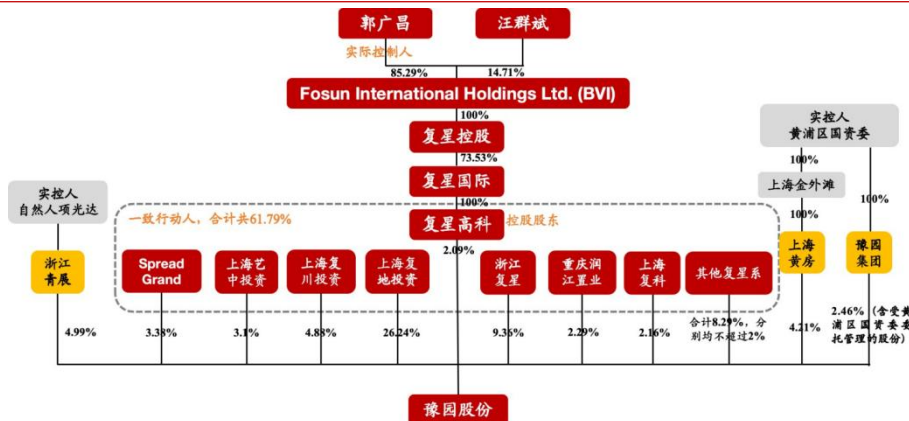 郭广昌
汪群斌
实际控制人
85.29%
14.71%
Fosun International Holdings Ltd. (BVI)
100%
复星控股
73.53%
复星国际
100%
复星高科
控股股东
2.09%
实控人
黄浦区国资委
100%
100%
上海金外滩
100%
上海
黄房
豫园
集团
实控人
自然人项光达
浙江
青展
一致行动人，合计共61.79%
Spread
Grand
上海艺
中投资
上海复
川投资
上海复
地投资
浙江
复星
重庆润
江置业
上海
复科
其他复星系
4.99%
3.38%
3.1%
4.88%
26.24%
9.36%
2.29%
2.16%
合计8.29%，分
别均不超过2%
4.21%
2.46%（含受黄
浦区国资委委
托管理的股份）
豫园股份